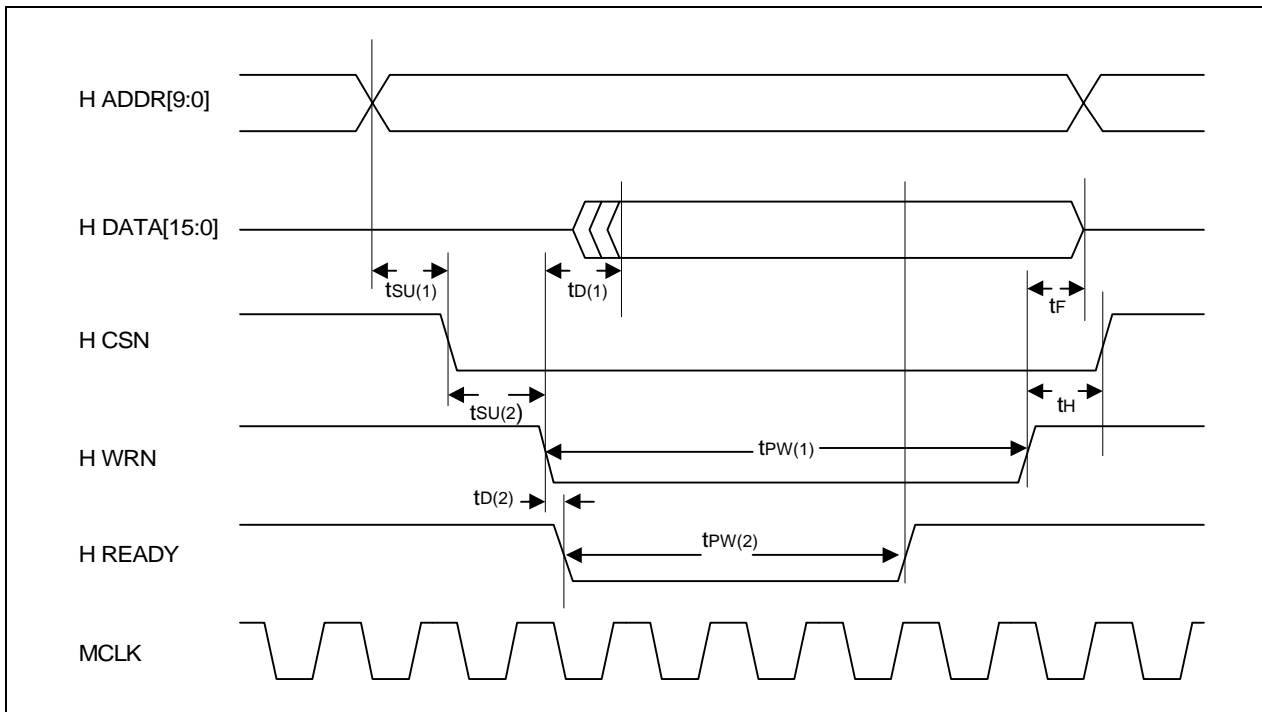 H ADDR[9:0]
H DATA[15:0]
tSU(1)
tD(1)
tF
H CSN
tSU(2)
tH
H WRN
tPW(1)
tD(2)
H READY
tPW(2)
MCLK